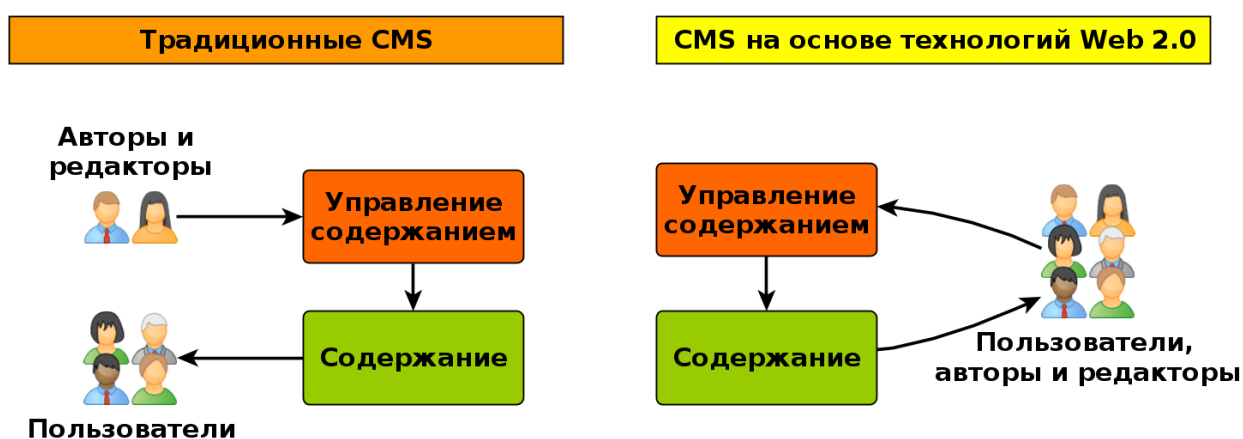 Традиционные CMS
Авторы и
редакторы
Управление
содержанием
Содержание
Пользователи
CMS на основе технологий Web 2.0
Управление
содержанием
Содержание
Пользователи,
авторы и редакторы